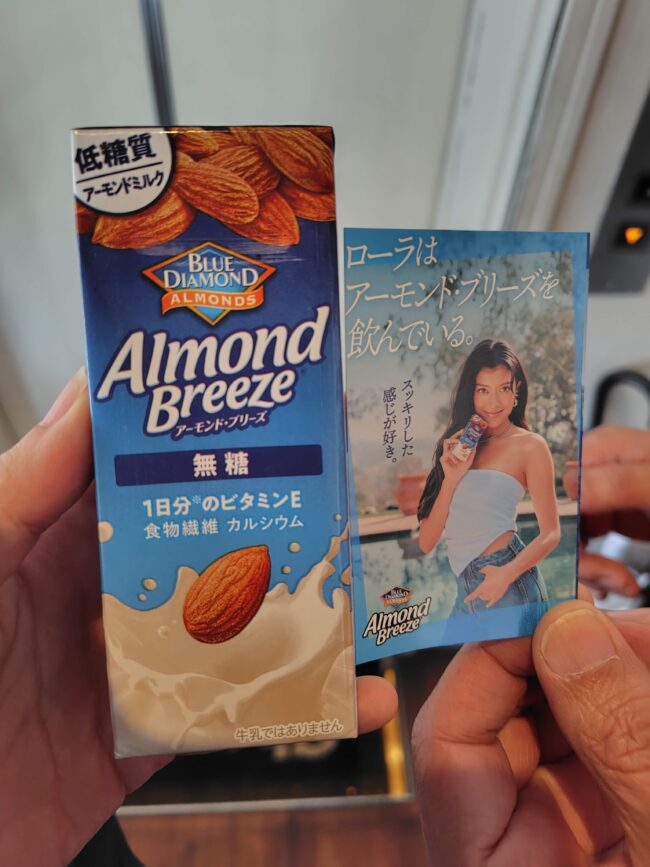 低糖質
アーモンドミルク
BLUE
DIAMOND
ALMONDS
Almond
Breeze
アーモンド・ブリーズ
無糖
1日分※のビタミンE
食物繊維 カルシウム
牛乳ではありません
ローラは
アーモンド・ブリーズを
飲んでいる。
スッキリした
感じが好き。
BLUE
DIAMOND
ALMONDS
Almond
Breeze